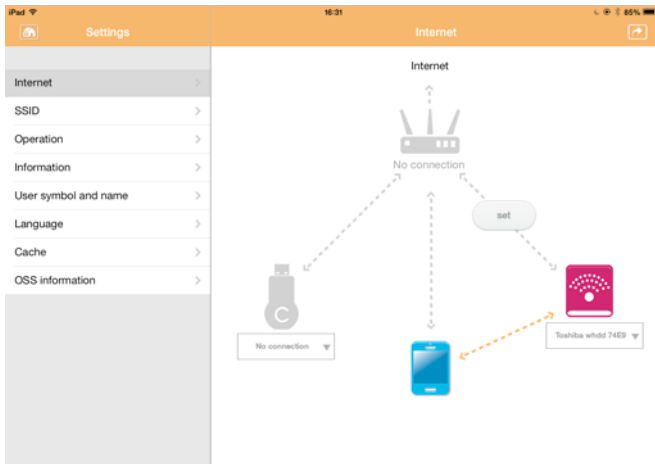 iPad 16:31 85%
Settings
Internet
Internet
SSID
Operation
Information
User symbol and name
Language
Cache
OSS information
Internet
No connection
set
C
No connection
Toshiba whdd 74E9